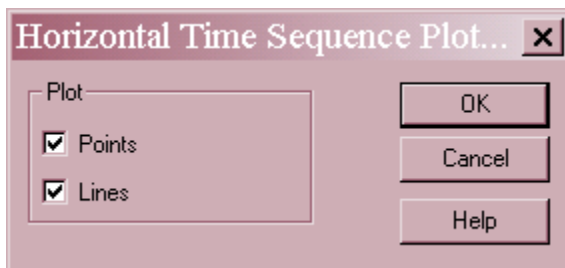 Horizontal Time Sequence Plot...
Plot
Points
Lines
OK
Cancel
Help